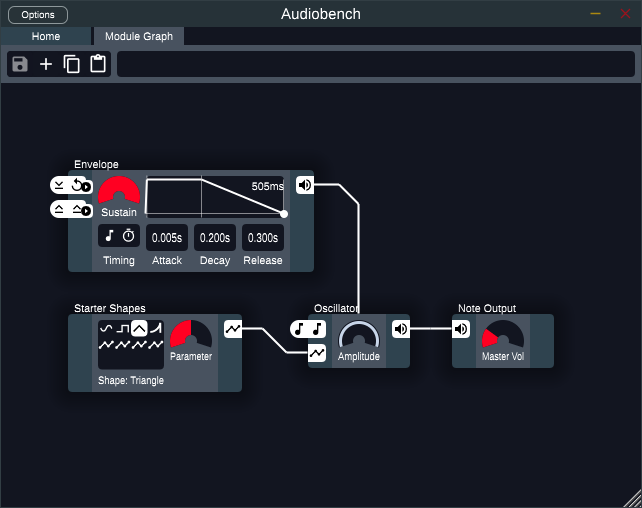 Options
Audiobench
Home
Module Graph
Envelope
505ms
Sustain
0.005s
0.200s
0.300s
Timing
Attack
Decay
Release
Starter Shapes
Oscillator
Note Output
Parameter
Amplitude
Master Vol
Shape: Triangle